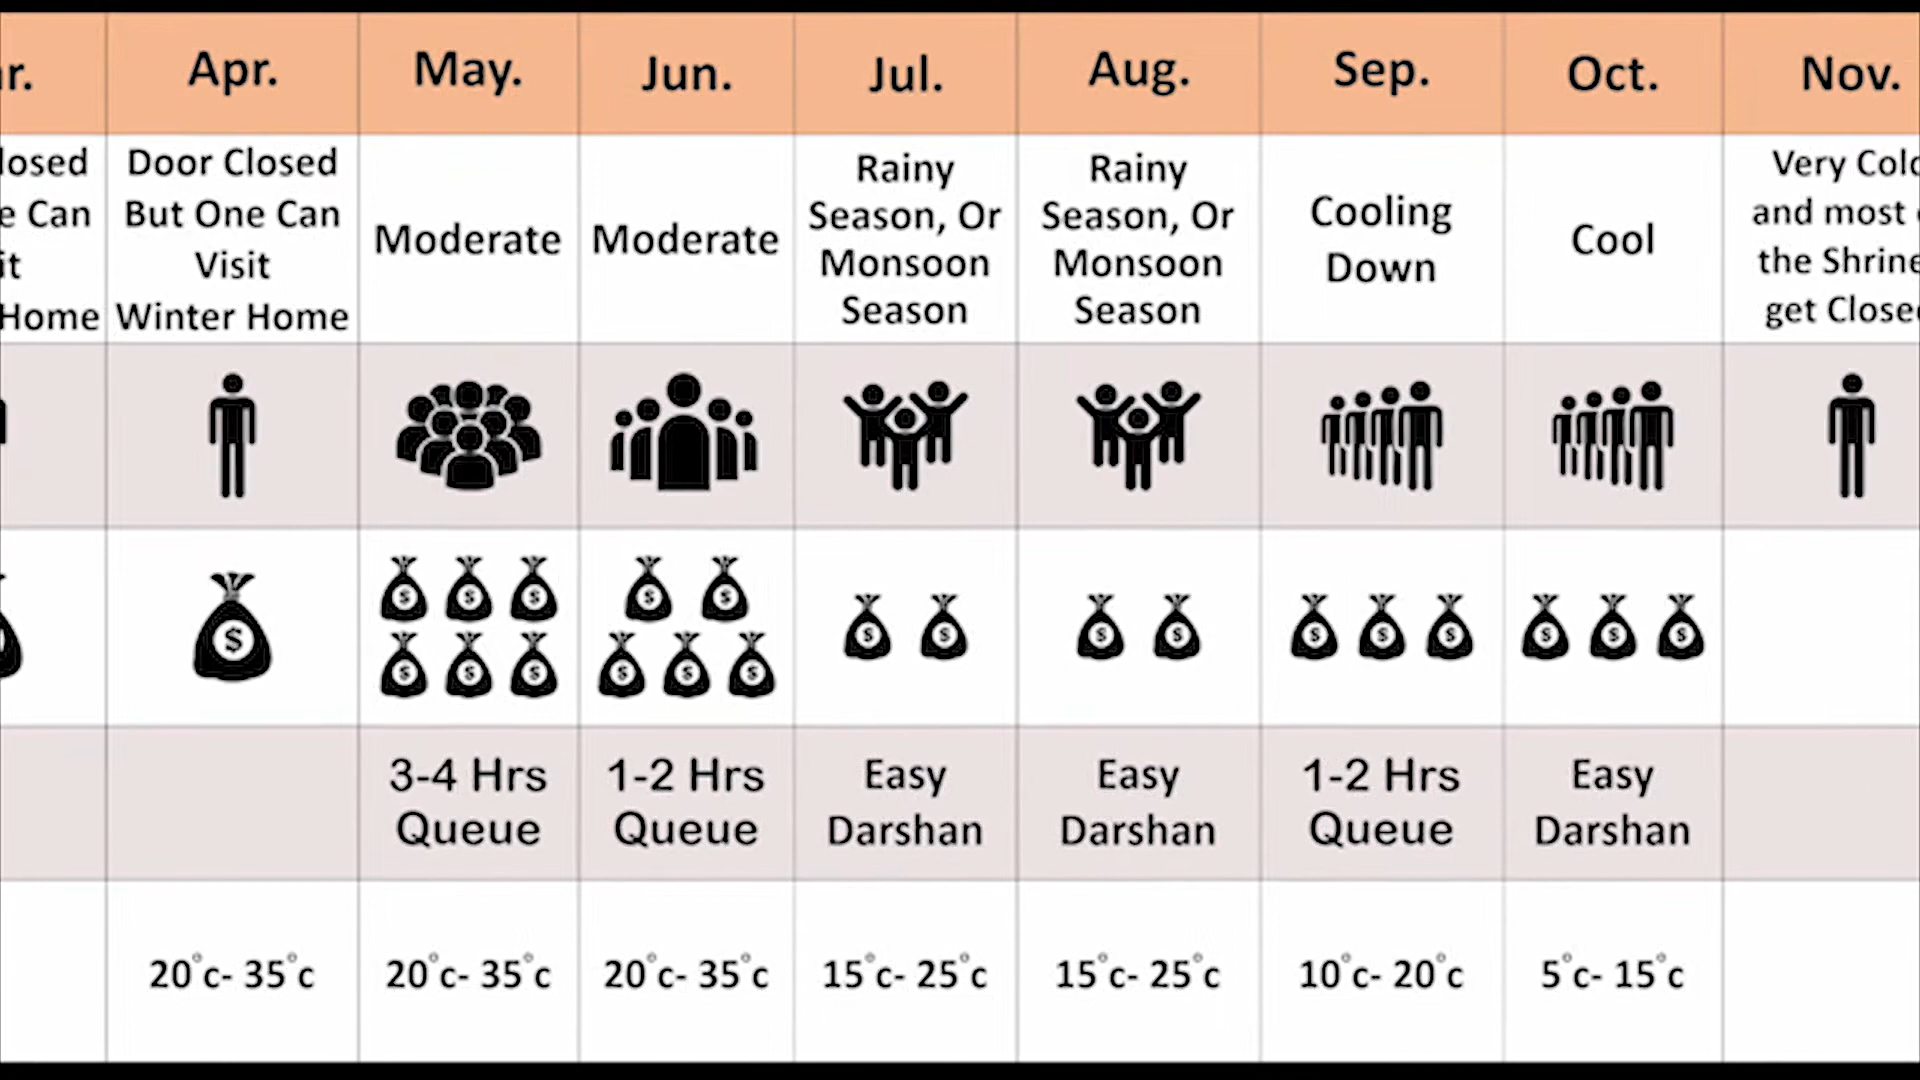 Apr.
May.
Jun.
Jul.
Aug.
Sep.
Oct.
Nov.
Door Closed
But One Can
Visit
Winter Home
Moderate
Moderate
Rainy
Season, Or
Monsoon
Season
Rainy
Season, Or
Monsoon
Season
Cooling
Down
Cool
Very
and most
the
get
Can
Home
$
$ $ $
$ $ $
$ $
$ $ $
$ $
$ $
$ $ $
$ $ $
3-4 Hrs
Queue
1-2 Hrs
Queue
Easy
Darshan
Easy
Darshan
1-2 Hrs
Queue
Easy
Darshan
20°c- 35°c
20°c- 35°c
20°c- 35°c
15°c- 25°c
15°c- 25°c
10°c- 20°c
5°c- 15°c